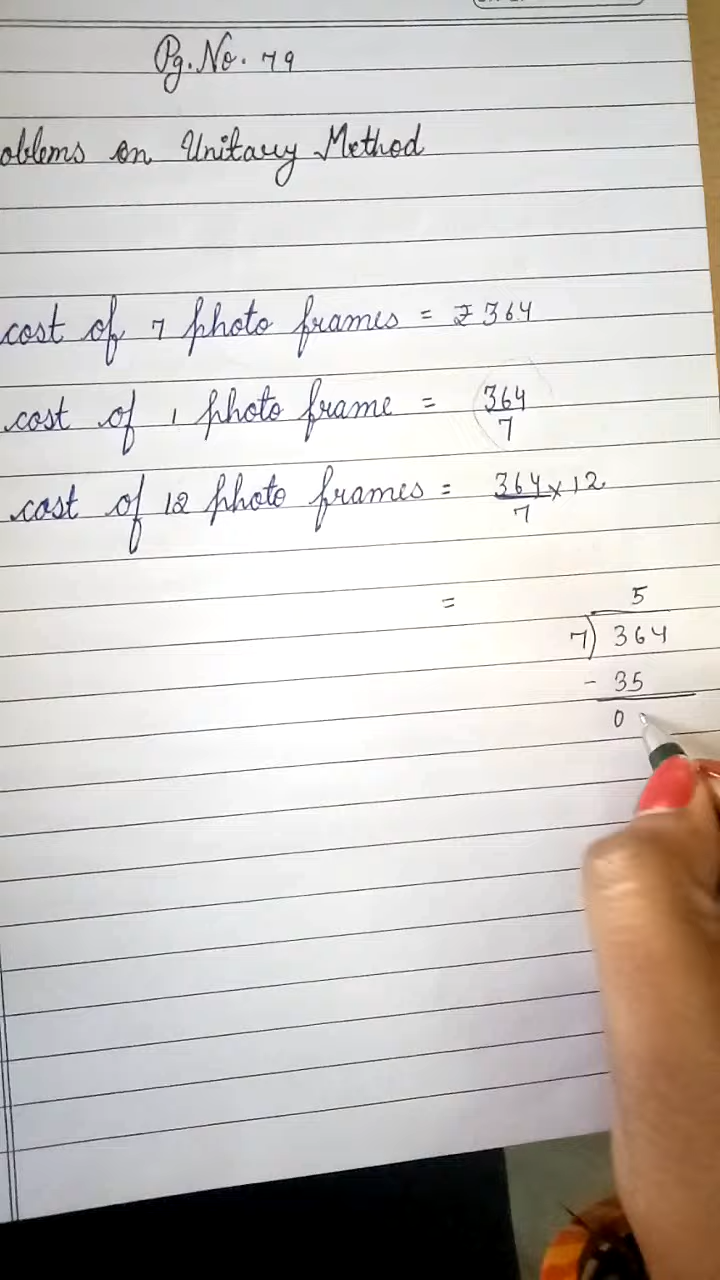 Pg. No. 79
oblems on Unitary Method
cost of 7 photo frames = ₹ 364
cost of 1 photo frame = 364/7
cost of 12 photo frames = 364/7 x 12
=
5
7) 364
- 35
0